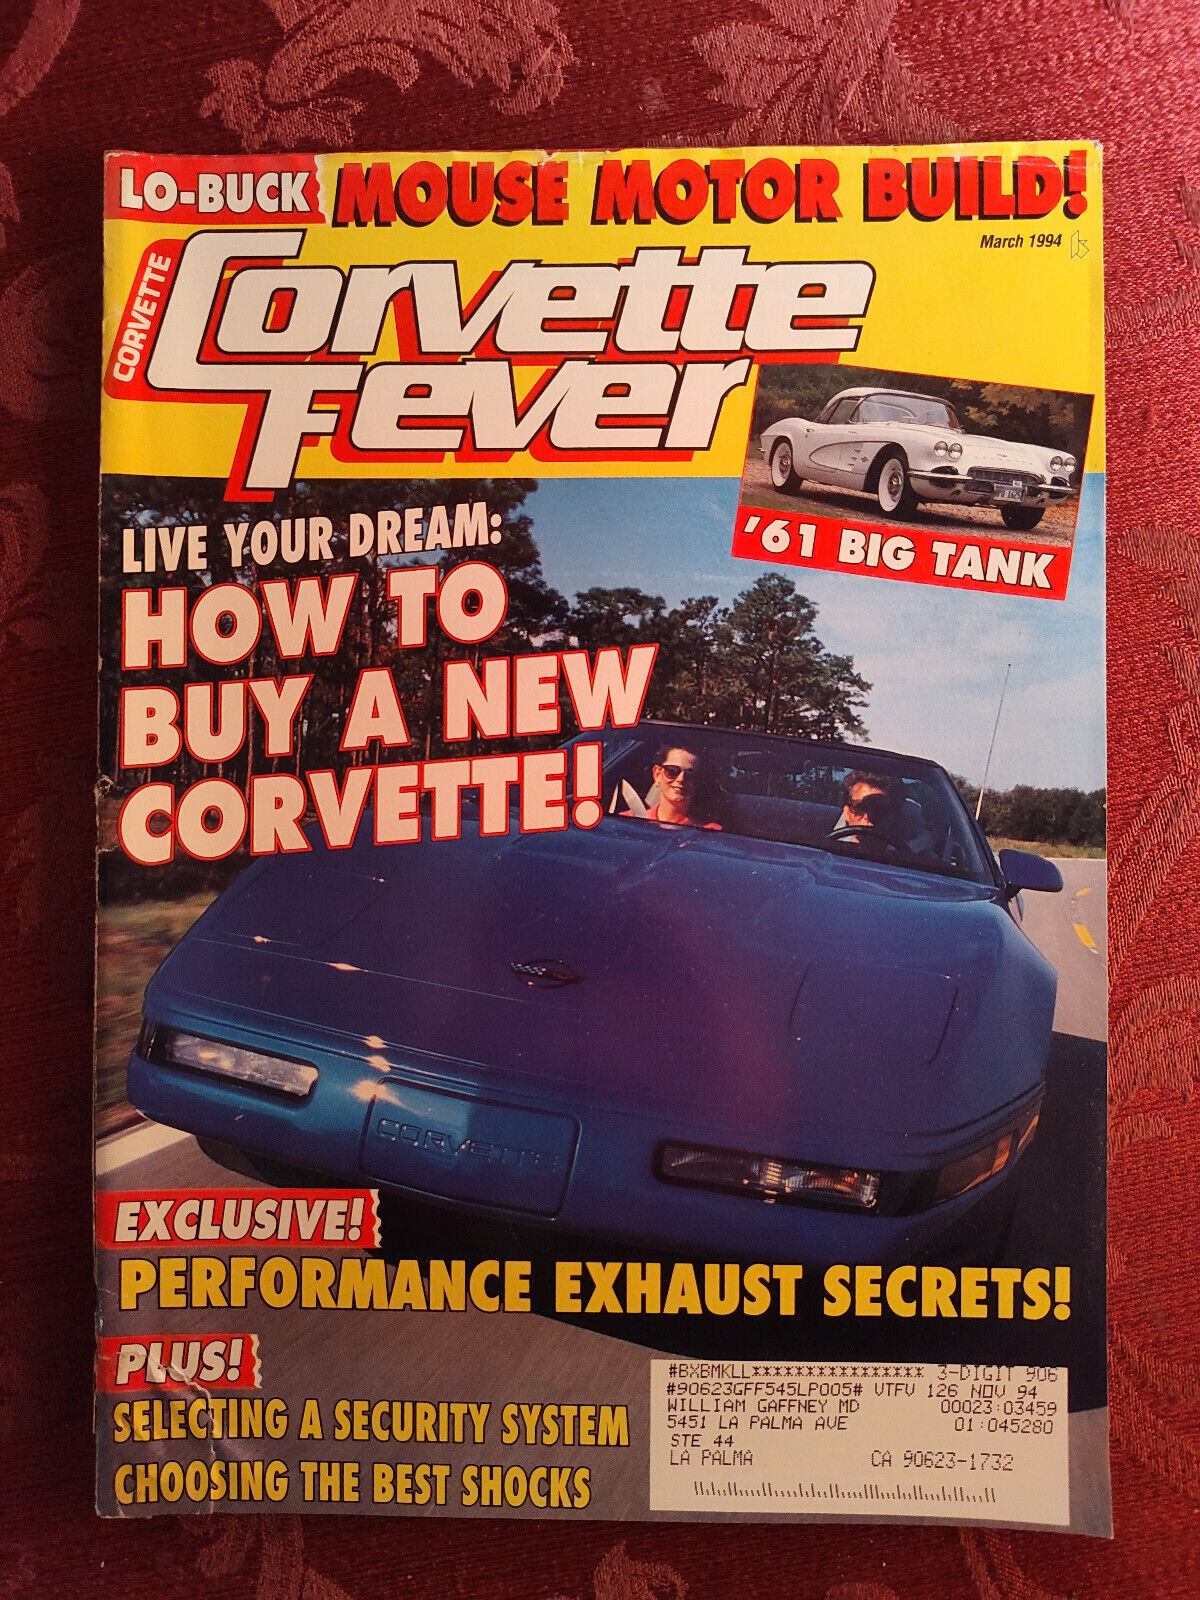 LO-BUCK MOUSE MOTOR BUILD!
March 1994
CORVETTE
Corvette
Fever
'61 BIG TANK
LIVE YOUR DREAM:
HOW TO
BUY A NEW
CORVETTE!
CORVETTE
EXCLUSIVE!
PERFORMANCE EXHAUST SECRETS!
PLUS!
SELECTING A SECURITY SYSTEM
CHOOSING THE BEST SHOCKS
#BXBMKLL**************** 3-DIGIT 906
#90623GFF545LP005# VTFV 126 NOV 94
WILLIAM GAFFNEY MD 00023:03459
5451 LA PALMA AVE 01:045280
STE 44
LA PALMA CA 90623-1732